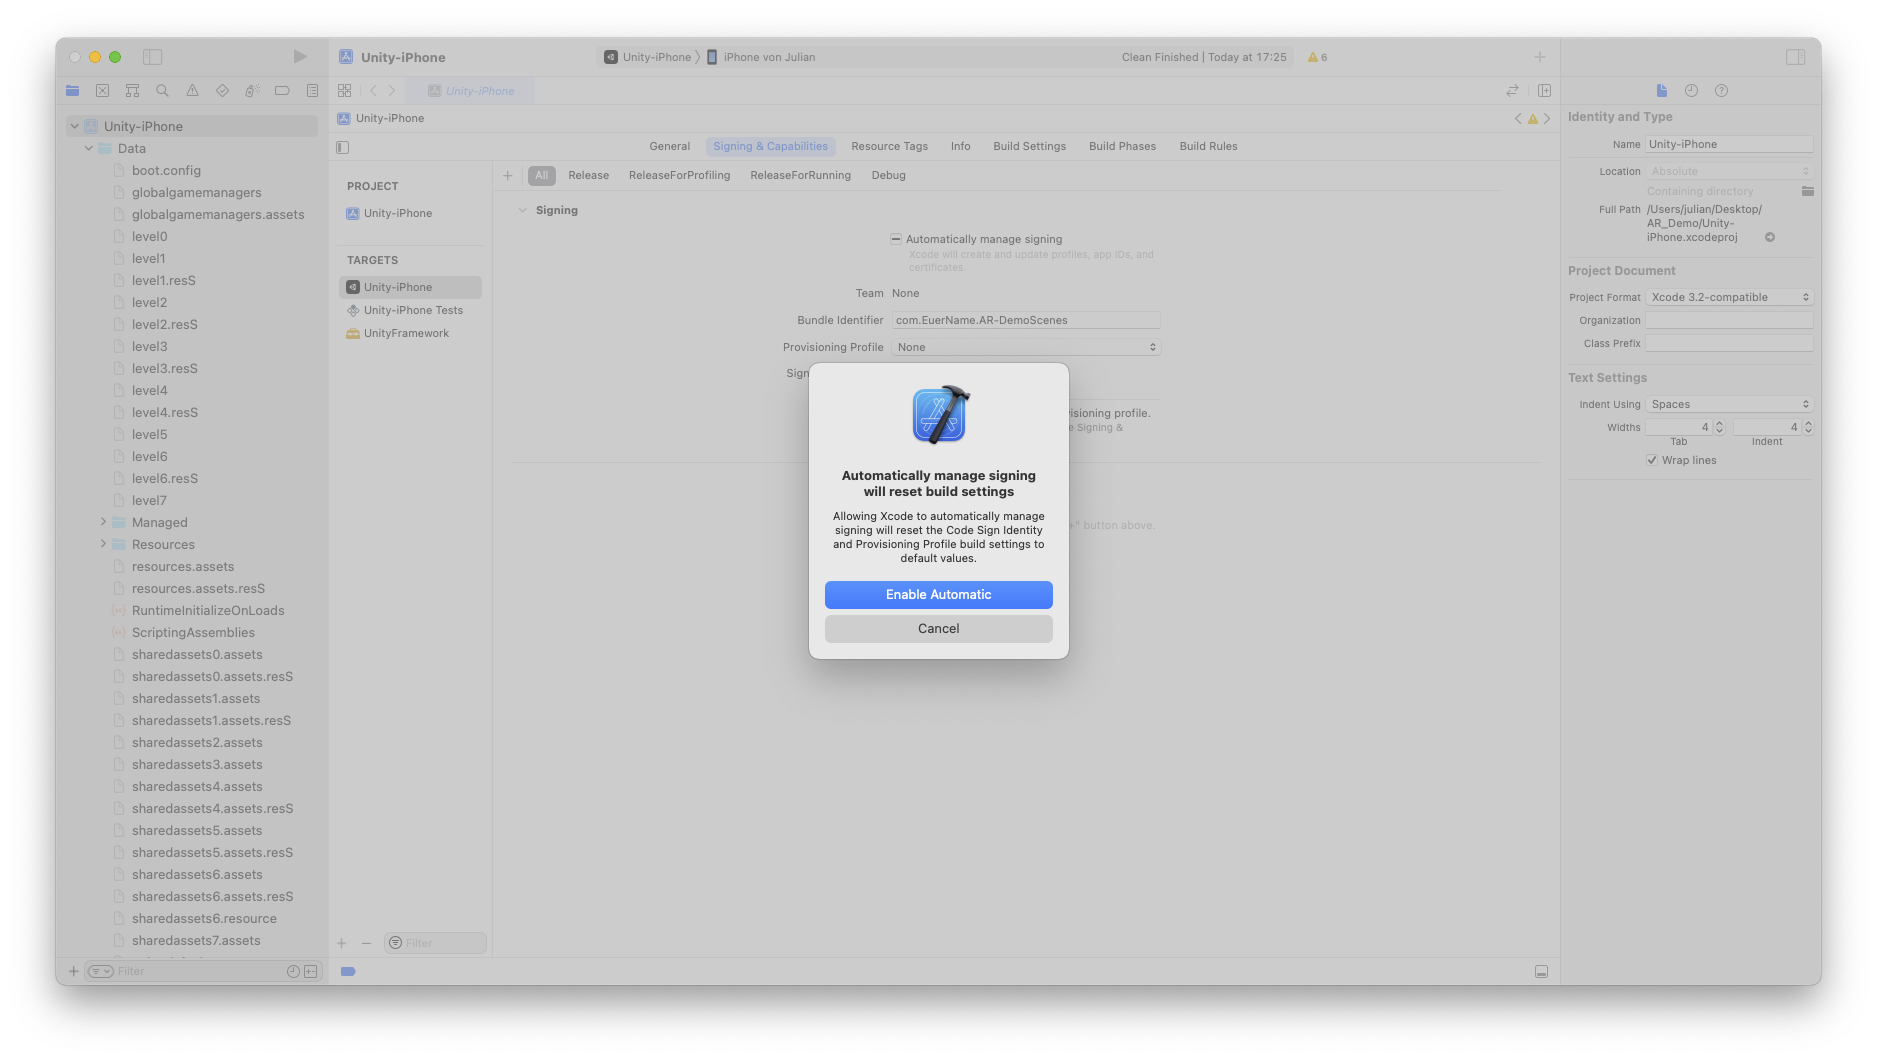 Unity-iPhone
Unity-iPhone 〉 iPhone von Julian
Clean Finished | Today at 17:25
6
Unity-iPhone
Unity-iPhone
General
Signing & Capabilities
Resource Tags
Info
Build Settings
Build Phases
Build Rules
Unity-iPhone
Data
boot.config
globalgamemanagers
globalgamemanagers.assets
level0
level1
level1.resS
level2
level2.resS
level3
level3.resS
level4
level4.resS
level5
level6
level6.resS
level7
Managed
Resources
resources.assets
resources.assets.resS
RuntimeInitializeOnLoads
ScriptingAssemblies
sharedassets0.assets
sharedassets0.assets.resS
sharedassets1.assets
sharedassets1.assets.resS
sharedassets2.assets
sharedassets3.assets
sharedassets4.assets
sharedassets4.assets.resS
sharedassets5.assets
sharedassets5.assets.resS
sharedassets6.assets
sharedassets6.assets.resS
sharedassets6.resource
sharedassets7.assets
Filter
PROJECT
Unity-iPhone
TARGETS
Unity-iPhone
Unity-iPhone Tests
UnityFramework
Filter
All
Release
ReleaseForProfiling
ReleaseForRunning
Debug
Signing
Automatically manage signing
Xcode will create and update profiles, app IDs, and
certificates.
Team None
Bundle Identifier com.EuerName.AR-DemoScenes
Provisioning Profile None
Sign
isioning profile.
e Signing &
+" button above.
Automatically manage signing
will reset build settings
Allowing Xcode to automatically manage
signing will reset the Code Sign Identity
and Provisioning Profile build settings to
default values.
Enable Automatic
Cancel
Identity and Type
Name Unity-iPhone
Location Absolute
Containing directory
Full Path /Users/julian/Desktop/
AR_Demo/Unity-
iPhone.xcodeproj
Project Document
Project Format Xcode 3.2-compatible
Organization
Class Prefix
Text Settings
Indent Using Spaces
Widths 4 4
Tab Indent
Wrap lines